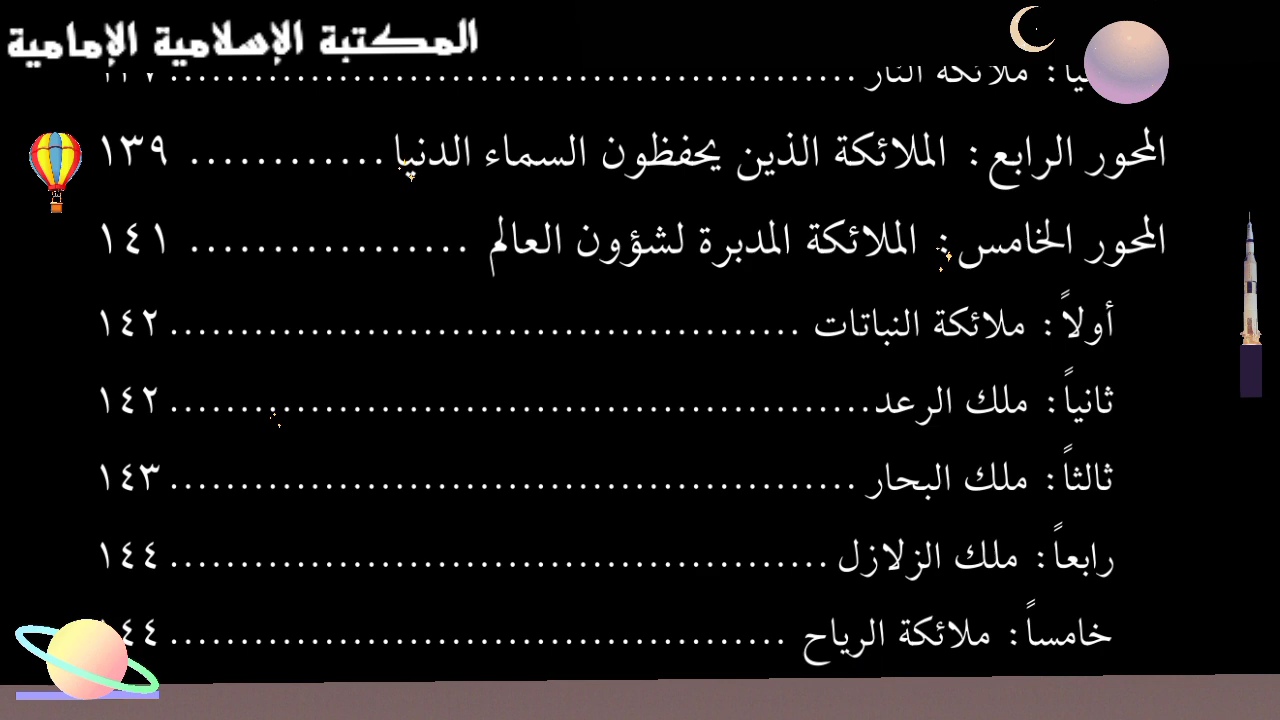 المكتبة الإسلامية الإمامية
ملائكة النار
المحور الرابع: الملائكة الذين يحفظون السماء الدنيا ............ ١٣٩
المحور الخامس: الملائكة المدبرة لشؤون العالم ................. ١٤١
أولاً: ملائكة النباتات ...................................................... ١٤٢
ثانياً: ملك الرعد ............................................................ ١٤٢
ثالثاً: ملك البحار ........................................................... ١٤٣
رابعاً: ملك الزلازل ......................................................... ١٤٤
خامساً: ملائكة الرياح ..................................................... ١٤٤